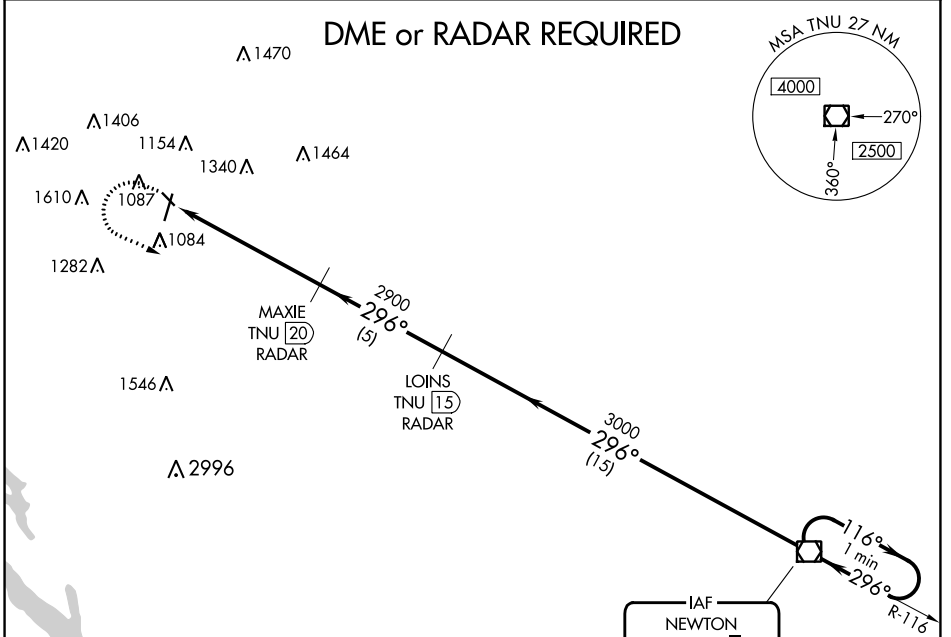 DME or RADAR REQUIRED
MSA TNU 27 NM
4000
270°
2500
360°
1470
1406
1420
1154
1340
1464
1610
1087
1084
1282
MAXIE
TNU 20
RADAR
2900
296°
(5)
1546
LOINS
TNU 15
RADAR
3000
296°
(15)
2996
116°
1 min
296°
R-116
IAF
NEWTON